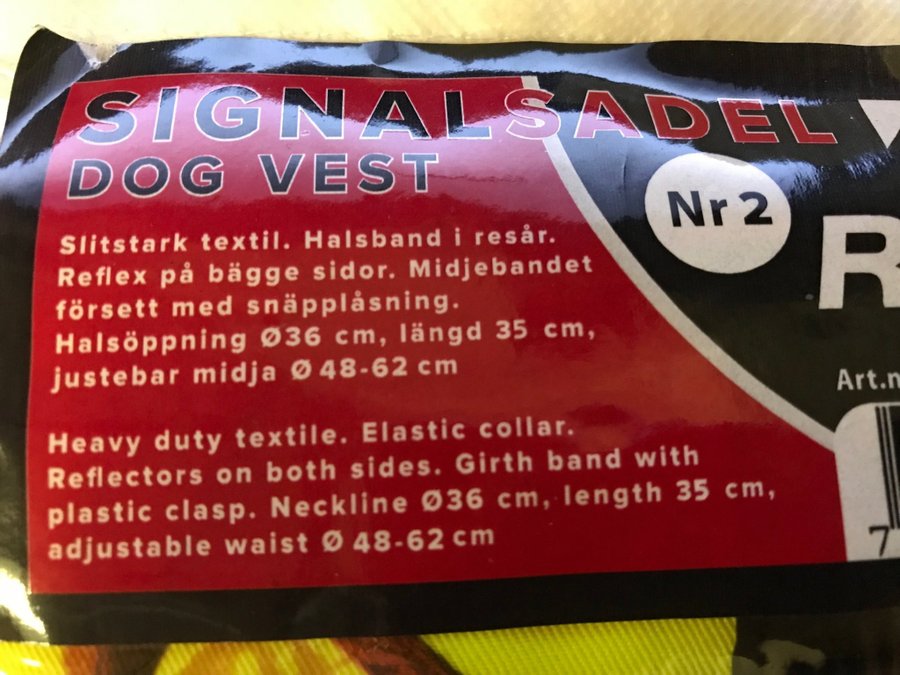 SIGNALSADEL
DOG VEST
Nr 2
R
Slitstark textil. Halsband i resår.
Reflex på bägge sidor. Midjebandet
försett med snäpplåsning.
Halsöppning Ø36 cm, längd 35 cm,
justebar midja Ø 48-62 cm
Art.n
Heavy duty textile. Elastic collar.
Reflectors on both sides. Girth band with
plastic clasp. Neckline Ø36 cm, length 35 cm,
adjustable waist Ø 48-62 cm
7